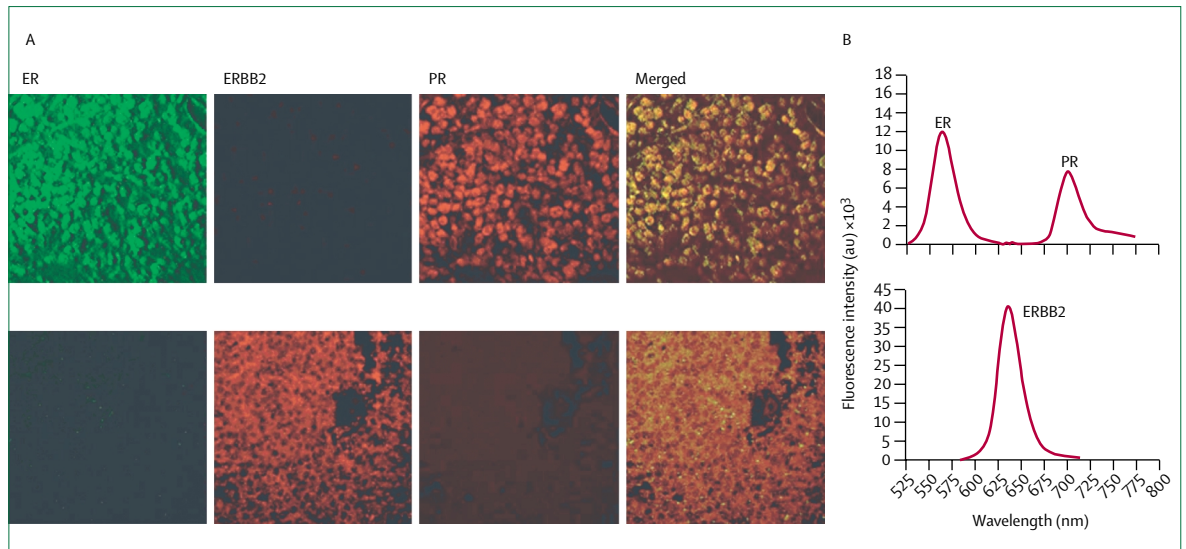 A
ER
ERBB2
PR
Merged
B
Fluorescence intensity (au) ×10³
18
16
14
12
10
8
6
4
2
0
ER
PR
45
40
35
30
25
20
15
10
5
0
ERBB2
525 550 575 600 625 650 675 700 725 750 775 800
Wavelength (nm)